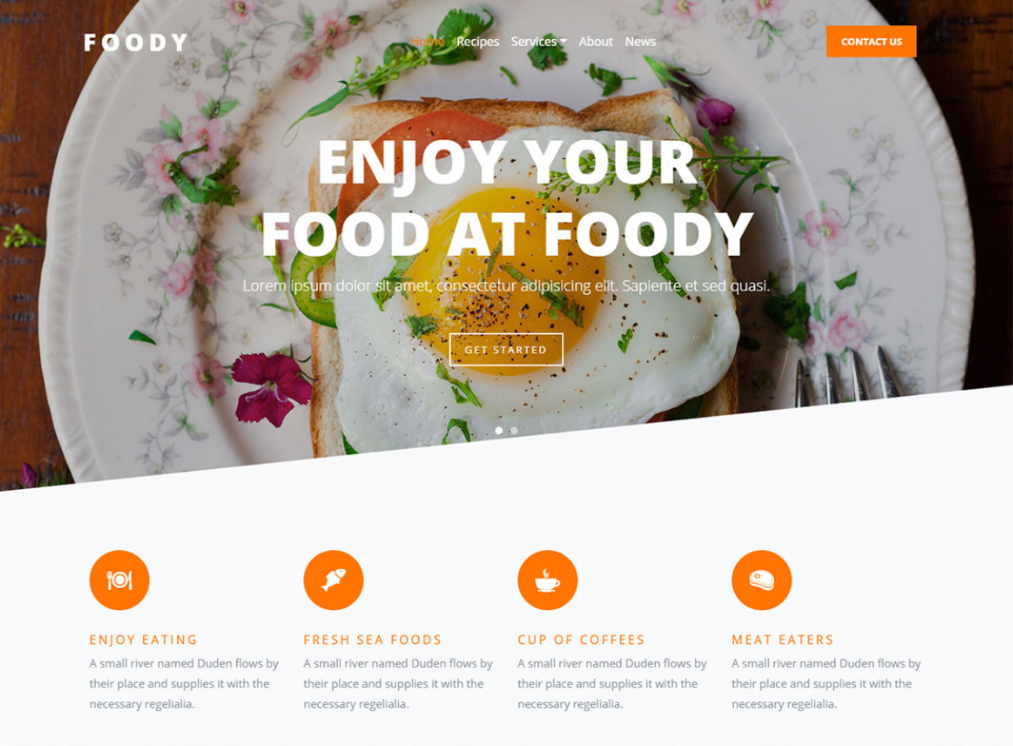 FOODY
Home Recipes Services About News
CONTACT US
ENJOY YOUR
FOOD AT FOODY
Lorem ipsum dolor sit amet, consectetur adipisicing elit. Sapiente et sed quasi.
GET STARTED
ENJOY EATING
A small river named Duden flows by
their place and supplies it with the
necessary regelialia.
FRESH SEA FOODS
A small river named Duden flows by
their place and supplies it with the
necessary regelialia.
CUP OF COFFEES
A small river named Duden flows by
their place and supplies it with the
necessary regelialia.
MEAT EATERS
A small river named Duden flows by
their place and supplies it with the
necessary regelialia.